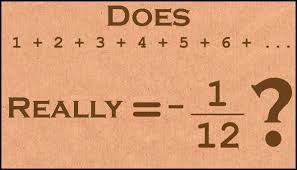 DOES
1 + 2 + 3 + 4 + 5 + 6 + ...
REALLY = - 1/12 ?